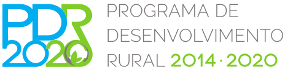 PDR
2020
PROGRAMA DE
DESENVOLVIMENTO
RURAL 2014·2020